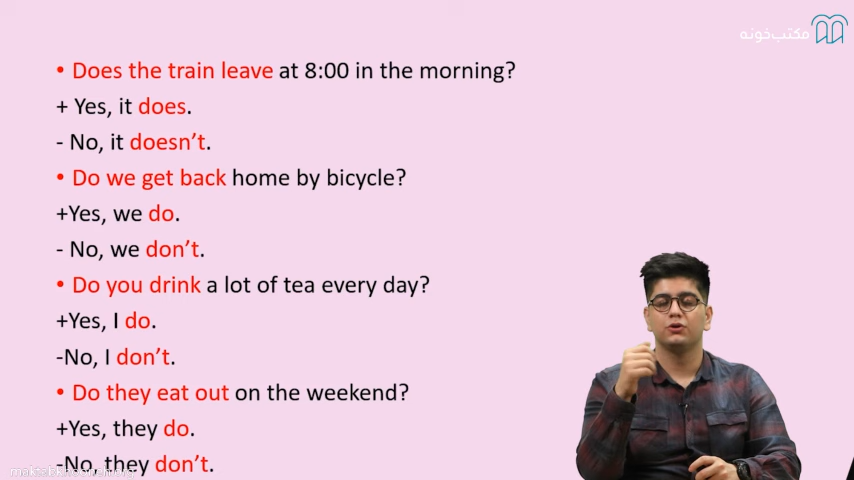 مکتب‌خونه
• Does the train leave at 8:00 in the morning?
+ Yes, it does.
- No, it doesn't.
• Do we get back home by bicycle?
+Yes, we do.
- No, we don't.
• Do you drink a lot of tea every day?
+Yes, I do.
-No, I don't.
• Do they eat out on the weekend?
+Yes, they do.
-No, they don't.